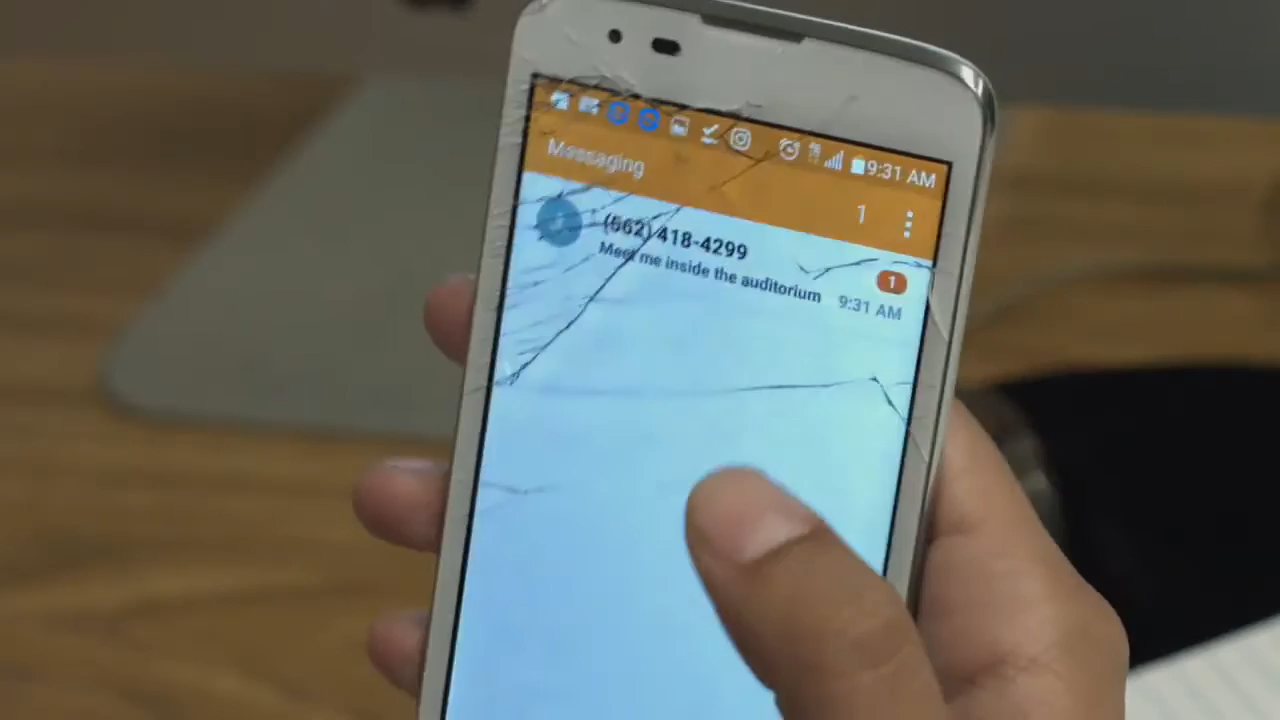 9:31 AM
Messaging
1
(562) 418-4299
Meet me inside the auditorium
1
9:31 AM